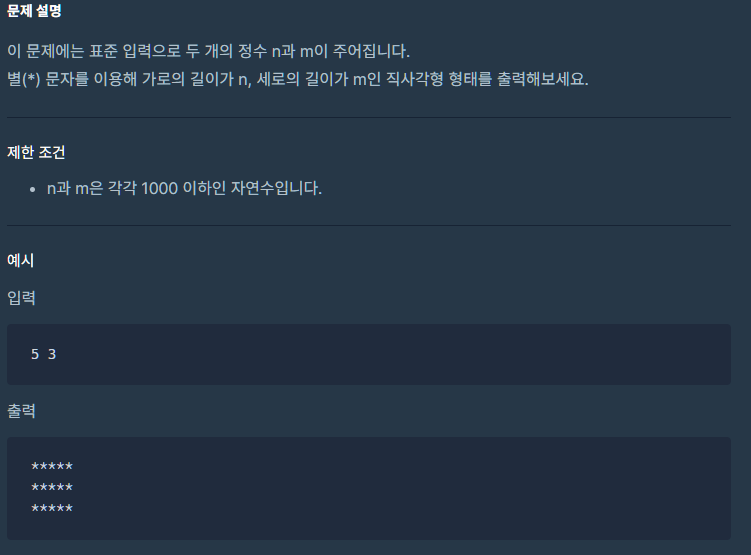 문제 설명
이 문제에는 표준 입력으로 두 개의 정수 n과 m이 주어집니다.
별(*) 문자를 이용해 가로의 길이가 n, 세로의 길이가 m인 직사각형 형태를 출력해보세요.
제한 조건
• n과 m은 각각 1000 이하인 자연수입니다.
예시
입력
5 3
출력
*****
*****
*****